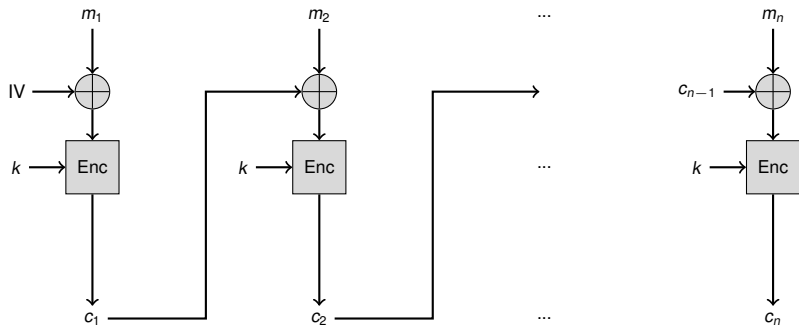 m₁ m₂ ... mₙ
IV cₙ₋₁
k Enc k Enc ... k Enc
c₁ c₂ ... cₙ